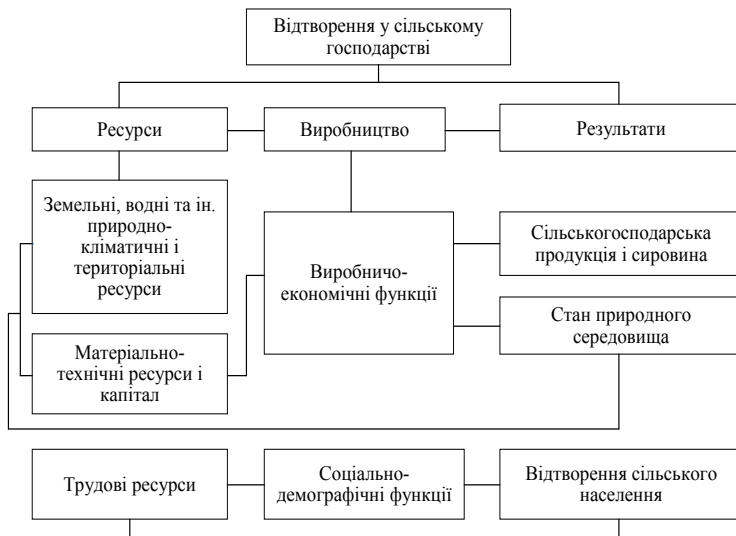 Відтворення у сільському
господарстві
Ресурси
Виробництво
Результати
Земельні, водні та ін.
природно-
кліматичні і
територіальні
ресурси
Виробничо-
економічні функції
Сільськогосподарська
продукція і сировина
Матеріально-
технічні ресурси і
капітал
Стан природного
середовища
Трудові ресурси
Соціально-
демографічні функції
Відтворення сільського
населення